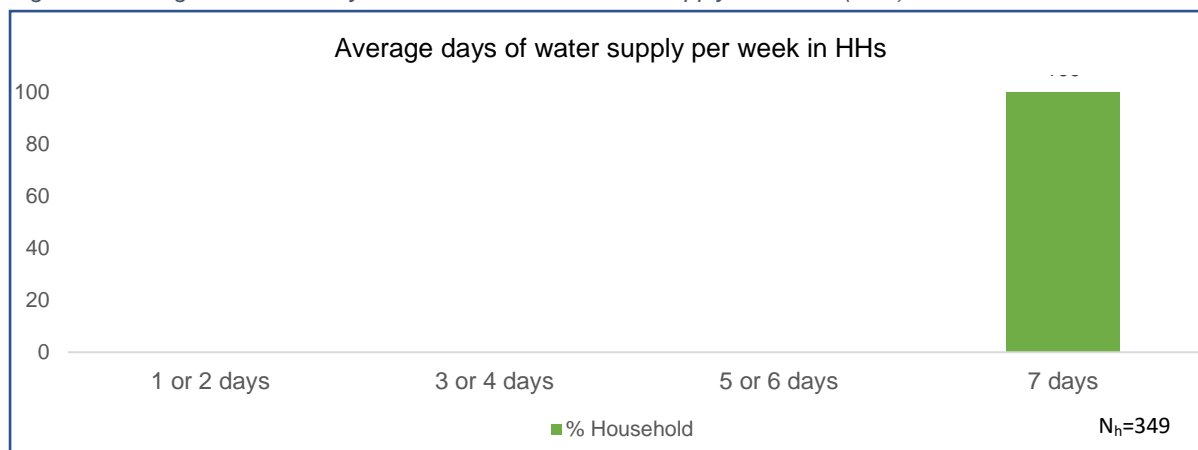 Average days of water supply per week in HHs
100
80
60
40
20
0
1 or 2 days
3 or 4 days
5 or 6 days
7 days
% Household
Nₕ=349